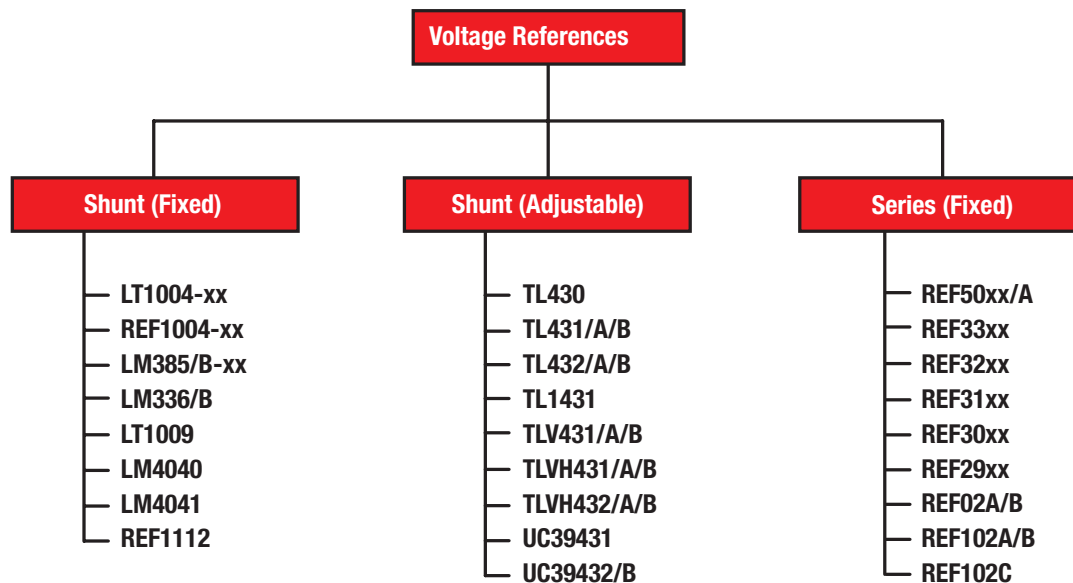 Voltage References
Shunt (Fixed)
LT1004-xx
REF1004-xx
LM385/B-xx
LM336/B
LT1009
LM4040
LM4041
REF1112
Shunt (Adjustable)
TL430
TL431/A/B
TL432/A/B
TL1431
TLV431/A/B
TLVH431/A/B
TLVH432/A/B
UC39431
UC39432/B
Series (Fixed)
REF50xx/A
REF33xx
REF32xx
REF31xx
REF30xx
REF29xx
REF02A/B
REF102A/B
REF102C